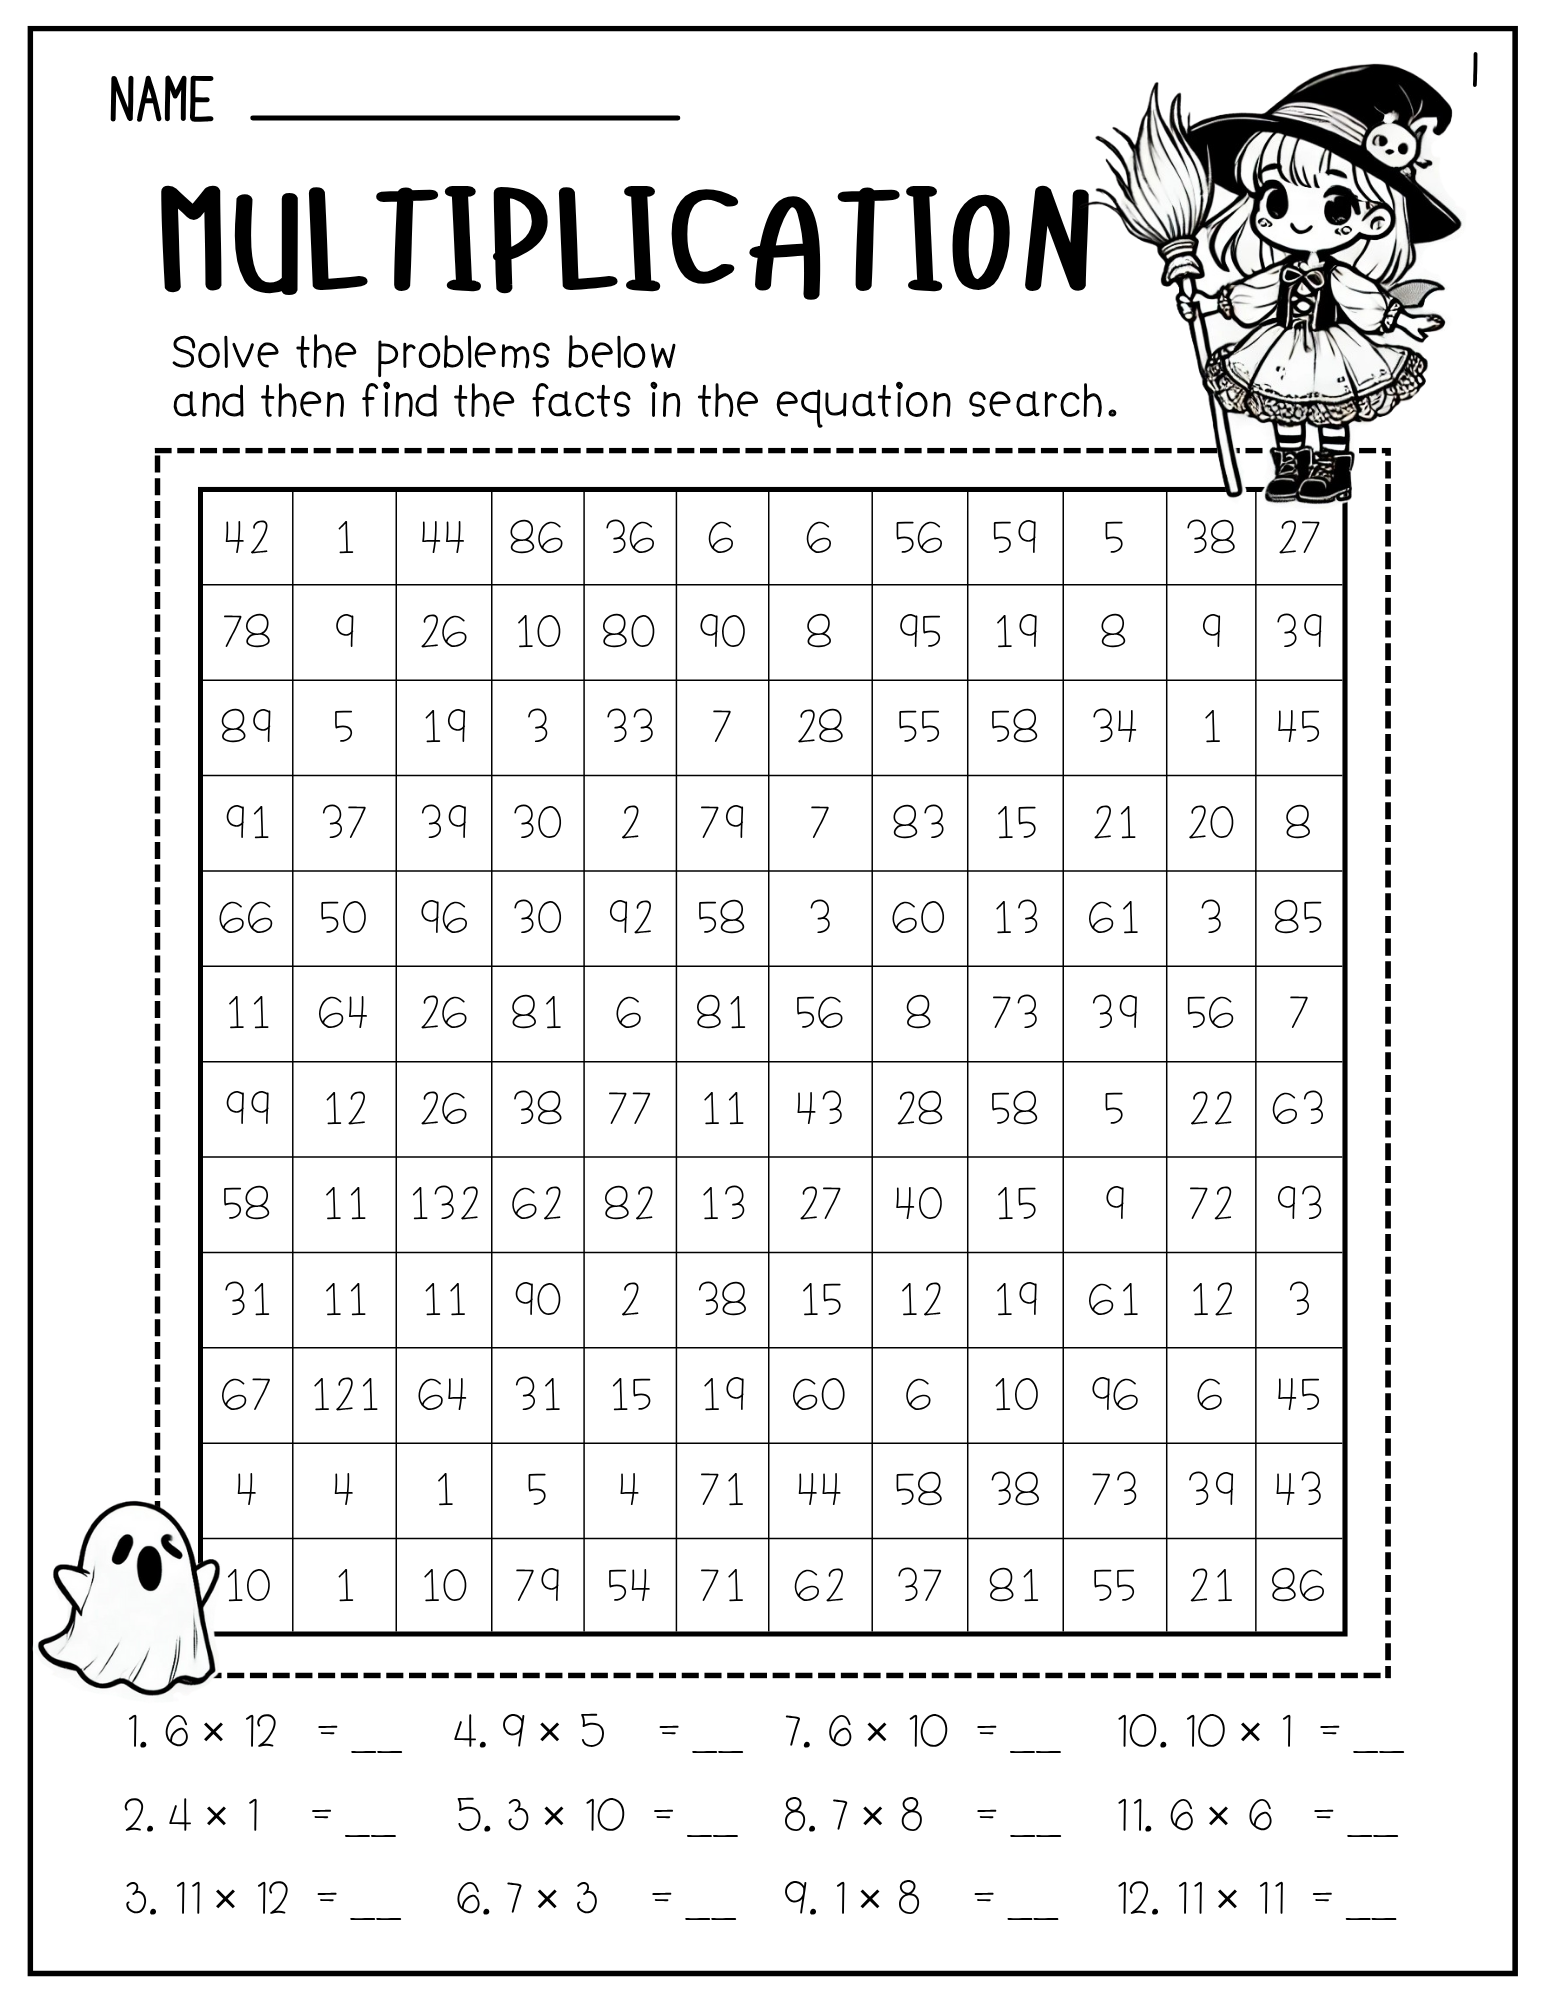 1
NAME
MULTIPLICATION
Solve the problems below
and then find the facts in the equation search.
42 1 44 86 36 6 6 56 59 5 38 27
78 9 26 10 80 90 8 95 19 8 9 39
89 5 19 3 33 7 28 55 58 34 1 45
91 37 39 30 2 79 7 83 15 21 20 8
66 50 96 30 92 58 3 60 13 61 3 85
11 64 26 81 6 81 56 8 73 39 56 7
99 12 26 38 77 11 43 28 58 5 22 63
58 11 132 62 82 13 27 40 15 9 72 93
31 11 11 90 2 38 15 12 19 61 12 3
67 121 64 31 15 19 60 6 10 96 6 45
4 4 1 5 4 71 44 58 38 73 39 43
10 1 10 79 54 71 62 37 81 55 21 86
1. 6 × 12 = __ 4. 9 × 5 = __ 7. 6 × 10 = __ 10. 10 × 1 = __
2. 4 × 1 = __ 5. 3 × 10 = __ 8. 7 × 8 = __ 11. 6 × 6 = __
3. 11 × 12 = __ 6. 7 × 3 = __ 9. 1 × 8 = __ 12. 11 × 11 = __